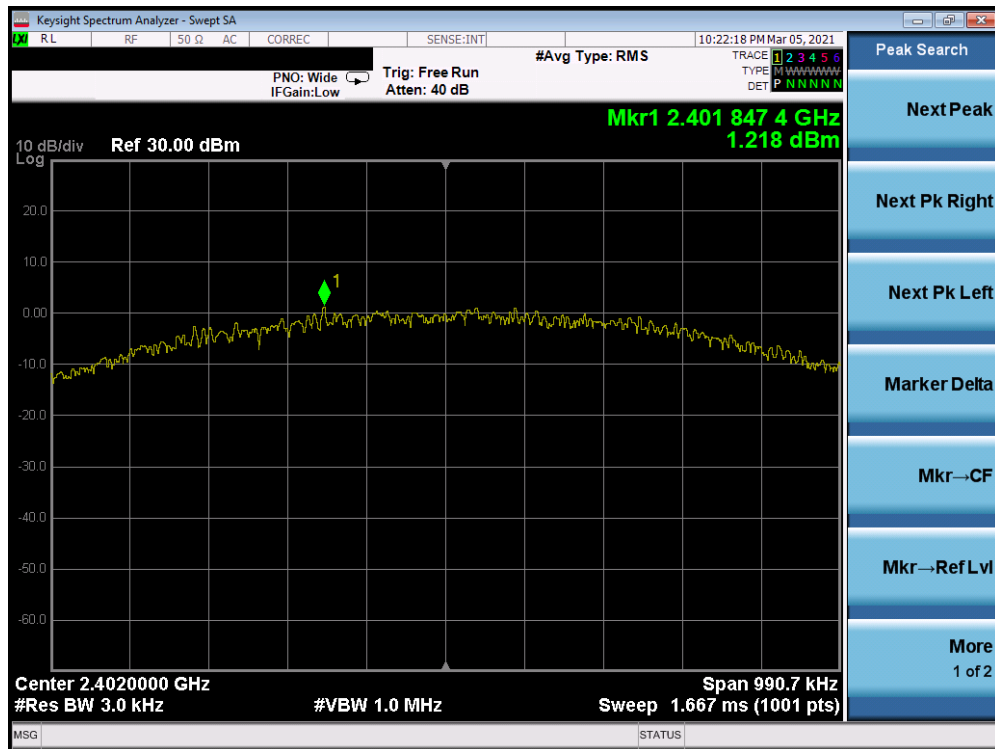 Keysight Spectrum Analyzer - Swept SA
LXI RL RF 50 Ω AC CORREC SENSE:INT 10:22:18 PM Mar 05, 2021
#Avg Type: RMS TRACE 1 2 3 4 5 6
PNO: Wide Trig: Free Run TYPE M WWWWW
IFGain:Low Atten: 40 dB DET P N N N N N
Mkr1 2.401 847 4 GHz
1.218 dBm
10 dB/div Ref 30.00 dBm
Log
20.0
10.0
1
0.00
-10.0
-20.0
-30.0
-40.0
-50.0
-60.0
Center 2.4020000 GHz Span 990.7 kHz
#Res BW 3.0 kHz #VBW 1.0 MHz Sweep 1.667 ms (1001 pts)
MSG STATUS
Peak Search
Next Peak
Next Pk Right
Next Pk Left
Marker Delta
Mkr→CF
Mkr→Ref Lvl
More
1 of 2